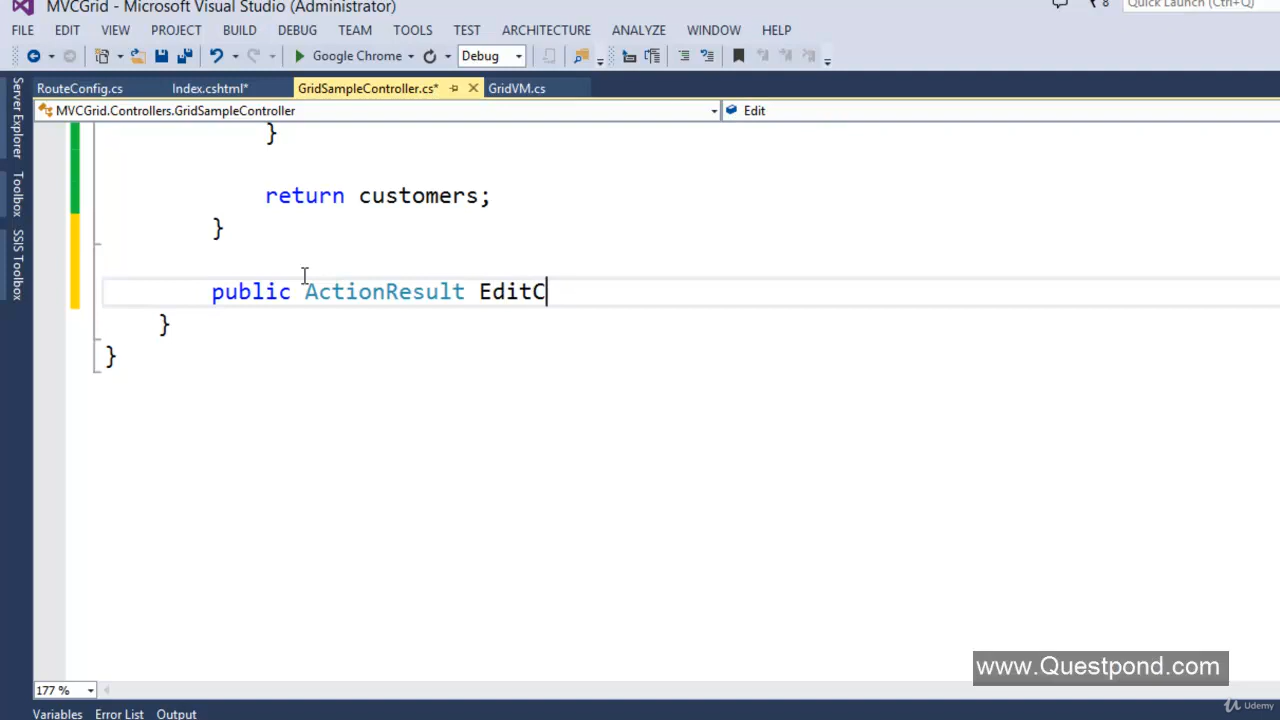 MVCGrid - Microsoft Visual Studio (Administrator)
8
Quick Launch (Ctrl+Q)
FILE EDIT VIEW PROJECT BUILD DEBUG TEAM TOOLS TEST ARCHITECTURE ANALYZE WINDOW HELP
Google Chrome Debug
RouteConfig.cs Index.cshtml* GridSampleController.cs* GridVM.cs
MVCGrid.Controllers.GridSampleController Edit
Server Explorer
Toolbox
SSIS Toolbox
}
return customers;
}
public ActionResult EditC
}
}
www.Questpond.com
177 %
Udemy
Variables Error List Output